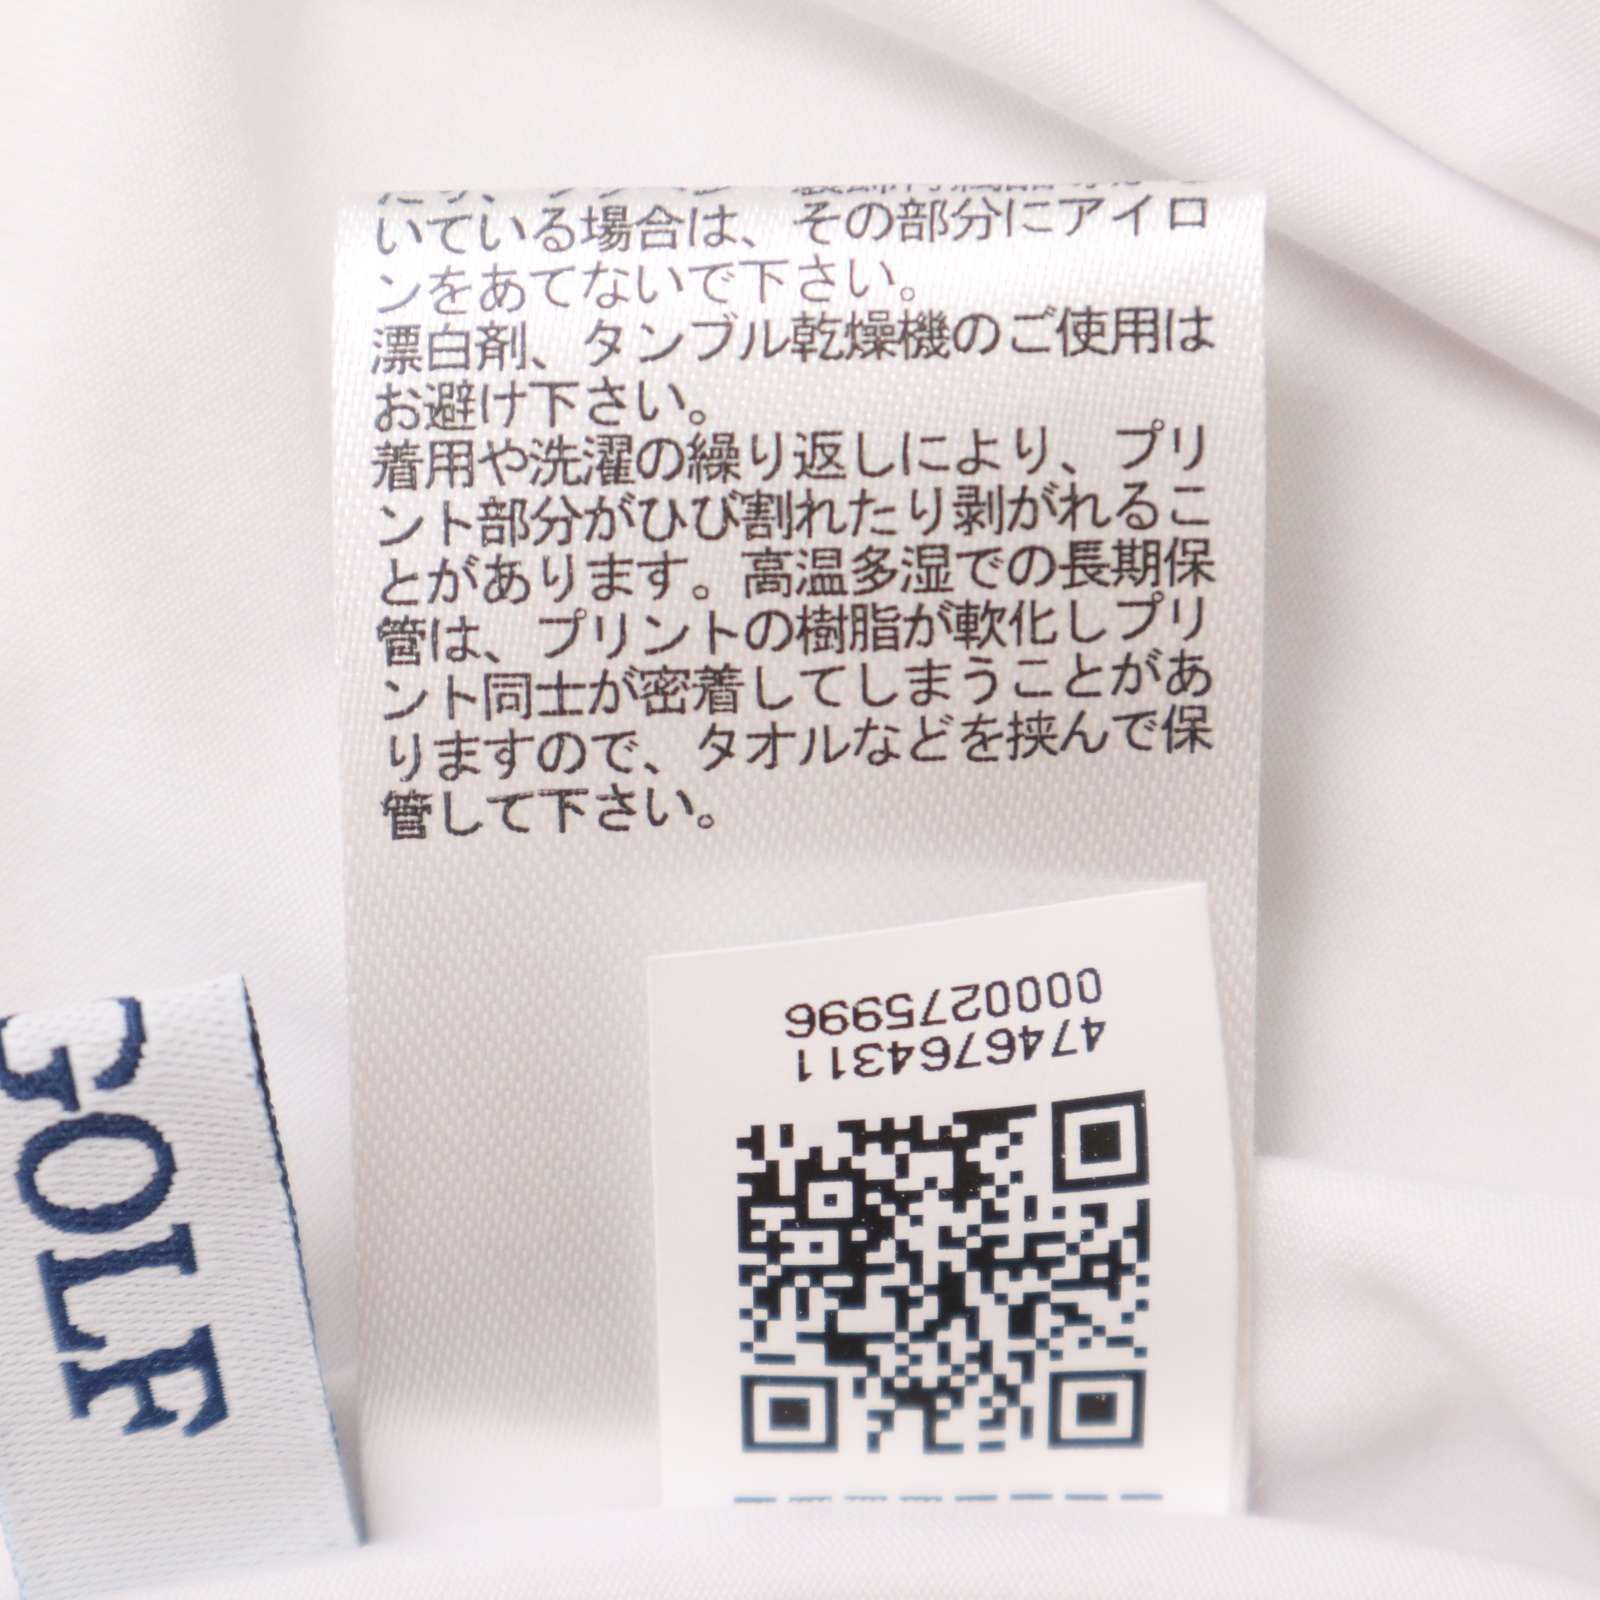 いている場合は、その部分にアイロ
ンをあてないで下さい。
漂白剤、タンブル乾燥機のご使用は
お避け下さい。
着用や洗濯の繰り返しにより、プリ
ント部分がひび割れたり剥がれるこ
とがあります。高温多湿での長期保
管は、プリントの樹脂が軟化しプリ
ント同士が密着してしまうことがあ
りますので、タオルなどを挟んで保
管して下さい。
GOLF
4746764311
0000275996